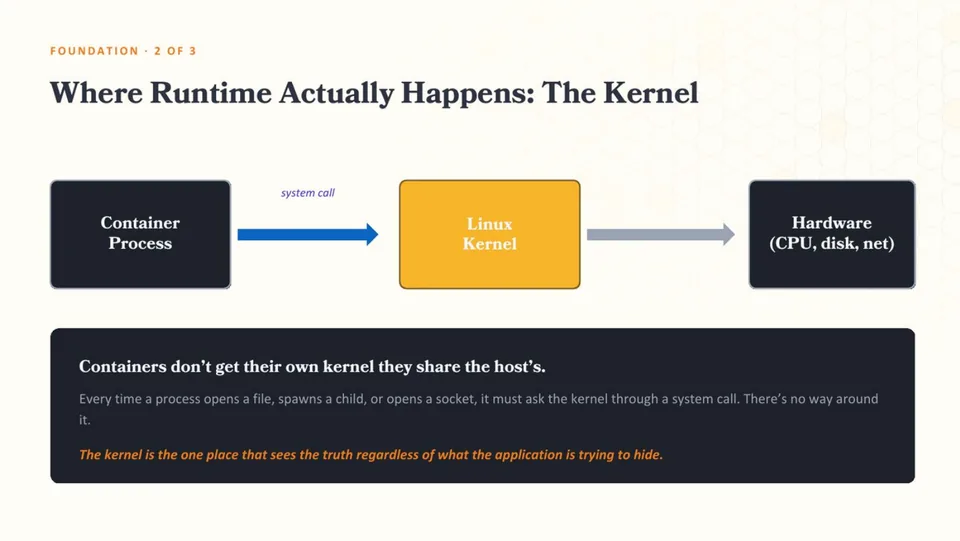 FOUNDATION · 2 OF 3
Where Runtime Actually Happens: The Kernel
Container
Process
system call
Linux
Kernel
Hardware
(CPU, disk, net)
Containers don’t get their own kernel they share the host’s.
Every time a process opens a file, spawns a child, or opens a socket, it must ask the kernel through a system call. There’s no way around
it.
The kernel is the one place that sees the truth regardless of what the application is trying to hide.